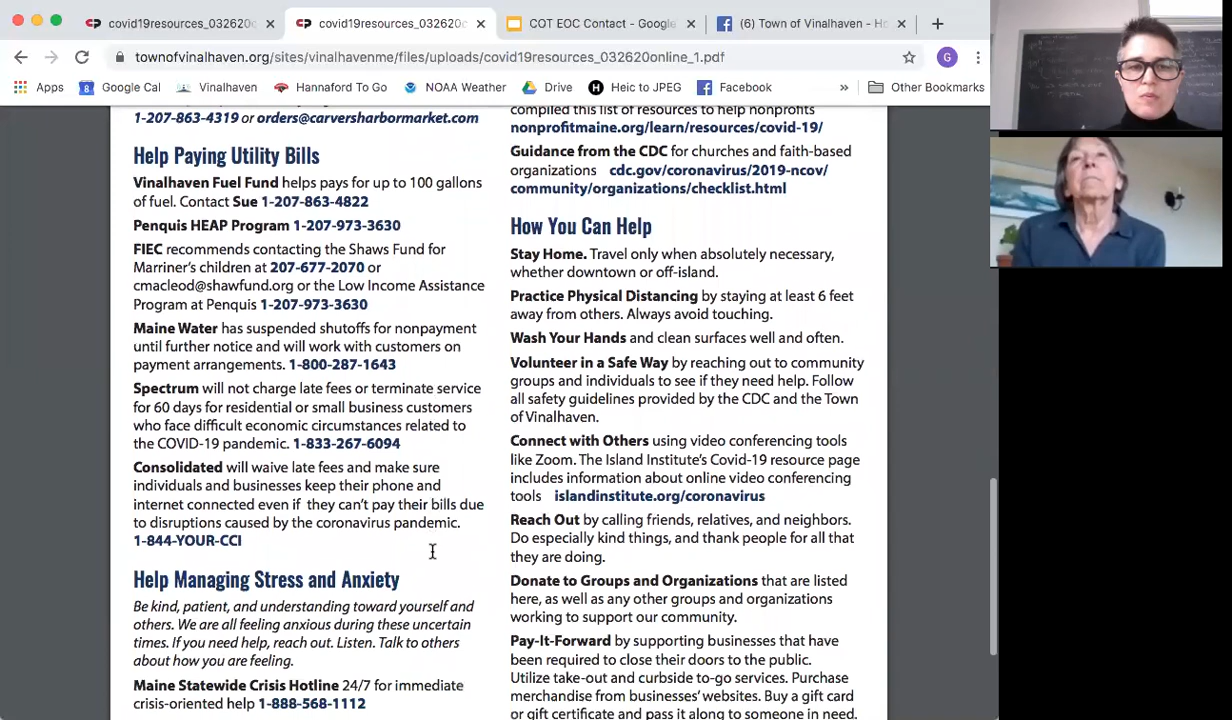 covid19resources_032620
covid19resources_032620
COT EOC Contact - Google
(6) Town of Vinalhaven - Ho
townofvinalhaven.org/sites/vinalhavenme/files/uploads/covid19resources_032620online_1.pdf
G
Apps
Google Cal
Vinalhaven
Hannaford To Go
NOAA Weather
Drive
Heic to JPEG
Facebook
»
Other Bookmarks
1-207-863-4319 or orders@carversharbormarket.com
Help Paying Utility Bills
Vinalhaven Fuel Fund helps pays for up to 100 gallons
of fuel. Contact Sue 1-207-863-4822
Penquis HEAP Program 1-207-973-3630
FIEC recommends contacting the Shaws Fund for
Marriner's children at 207-677-2070 or
cmacleod@shawfund.org or the Low Income Assistance
Program at Penquis 1-207-973-3630
Maine Water has suspended shutoffs for nonpayment
until further notice and will work with customers on
payment arrangements. 1-800-287-1643
Spectrum will not charge late fees or terminate service
for 60 days for residential or small business customers
who face difficult economic circumstances related to
the COVID-19 pandemic. 1-833-267-6094
Consolidated will waive late fees and make sure
individuals and businesses keep their phone and
internet connected even if they can't pay their bills due
to disruptions caused by the coronavirus pandemic.
1-844-YOUR-CCI
Help Managing Stress and Anxiety
Be kind, patient, and understanding toward yourself and
others. We are all feeling anxious during these uncertain
times. If you need help, reach out. Listen. Talk to others
about how you are feeling.
Maine Statewide Crisis Hotline 24/7 for immediate
crisis-oriented help 1-888-568-1112
compiled this list of resources to help nonprofits
nonprofitmaine.org/learn/resources/covid-19/
Guidance from the CDC for churches and faith-based
organizations cdc.gov/coronavirus/2019-ncov/
community/organizations/checklist.html
How You Can Help
Stay Home. Travel only when absolutely necessary,
whether downtown or off-island.
Practice Physical Distancing by staying at least 6 feet
away from others. Always avoid touching.
Wash Your Hands and clean surfaces well and often.
Volunteer in a Safe Way by reaching out to community
groups and individuals to see if they need help. Follow
all safety guidelines provided by the CDC and the Town
of Vinalhaven.
Connect with Others using video conferencing tools
like Zoom. The Island Institute's Covid-19 resource page
includes information about online video conferencing
tools islandinstitute.org/coronavirus
Reach Out by calling friends, relatives, and neighbors.
Do especially kind things, and thank people for all that
they are doing.
Donate to Groups and Organizations that are listed
here, as well as any other groups and organizations
working to support our community.
Pay-It-Forward by supporting businesses that have
been required to close their doors to the public.
Utilize take-out and curbside to-go services. Purchase
merchandise from businesses' websites. Buy a gift card
or gift certificate and pass it along to someone in need.